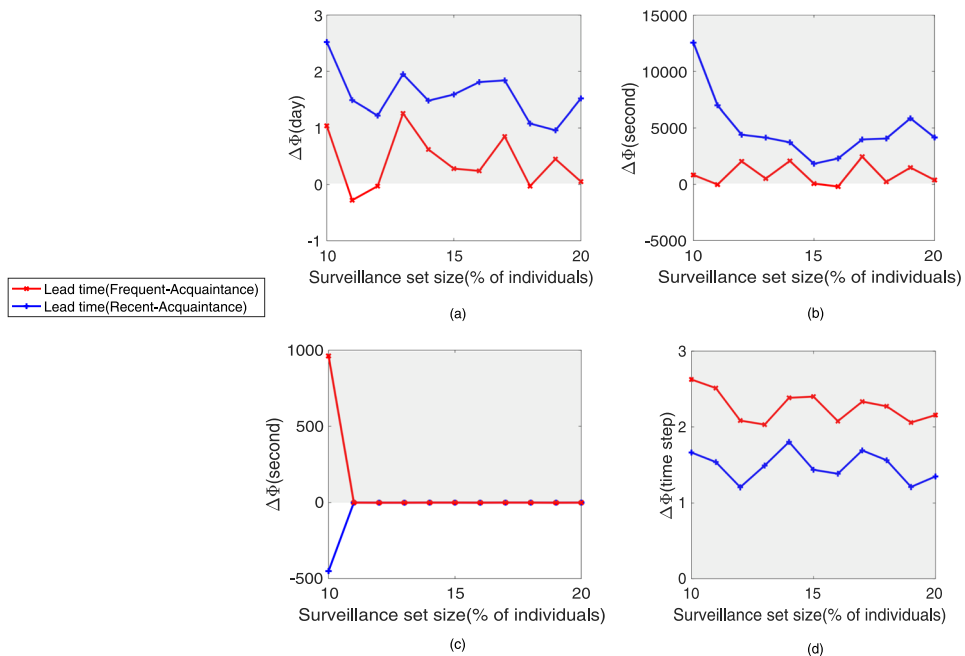 Lead time(Frequent-Acquaintance)
Lead time(Recent-Acquaintance)
3
2
1
0
-1
ΔΦ(day)
10
15
20
Surveillance set size(% of individuals)
(a)
15000
10000
5000
0
-5000
ΔΦ(second)
10
15
20
Surveillance set size(% of individuals)
(b)
1000
500
0
-500
ΔΦ(second)
10
15
20
Surveillance set size(% of individuals)
(c)
3
2
1
0
ΔΦ(time step)
10
15
20
Surveillance set size(% of individuals)
(d)